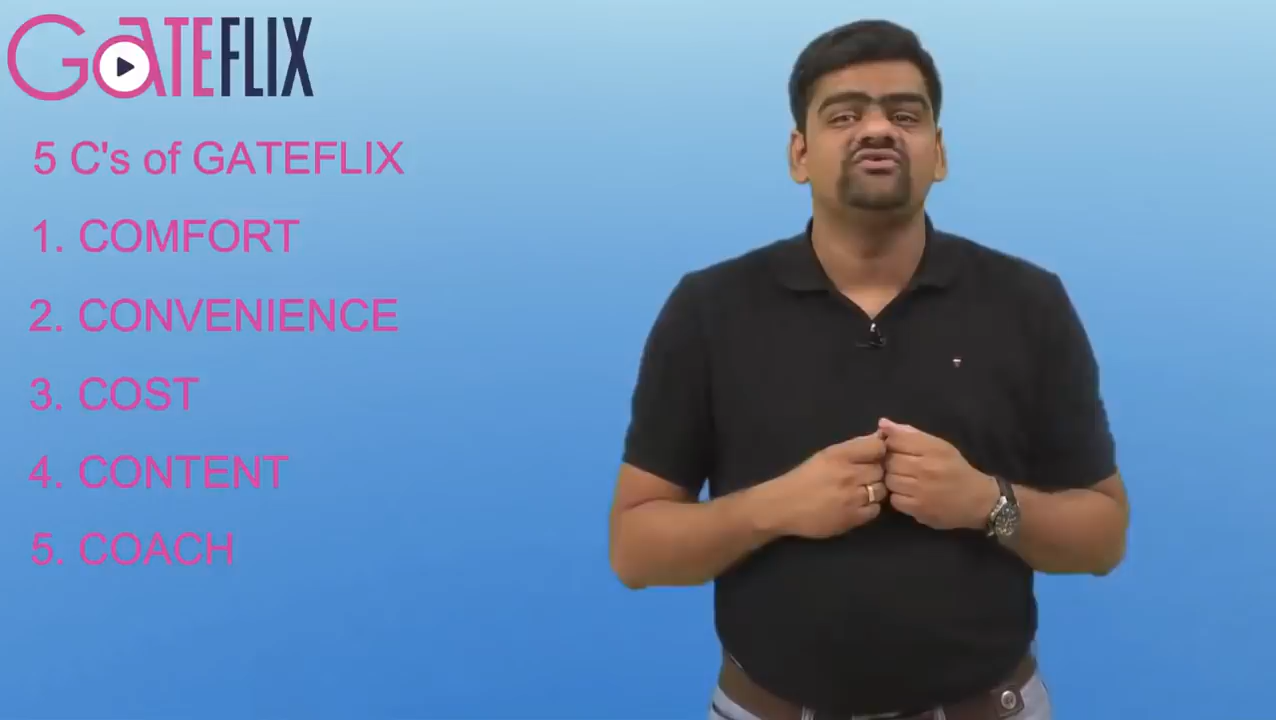 GATEFLIX
5 C's of GATEFLIX
1. COMFORT
2. CONVENIENCE
3. COST
4. CONTENT
5. COACH